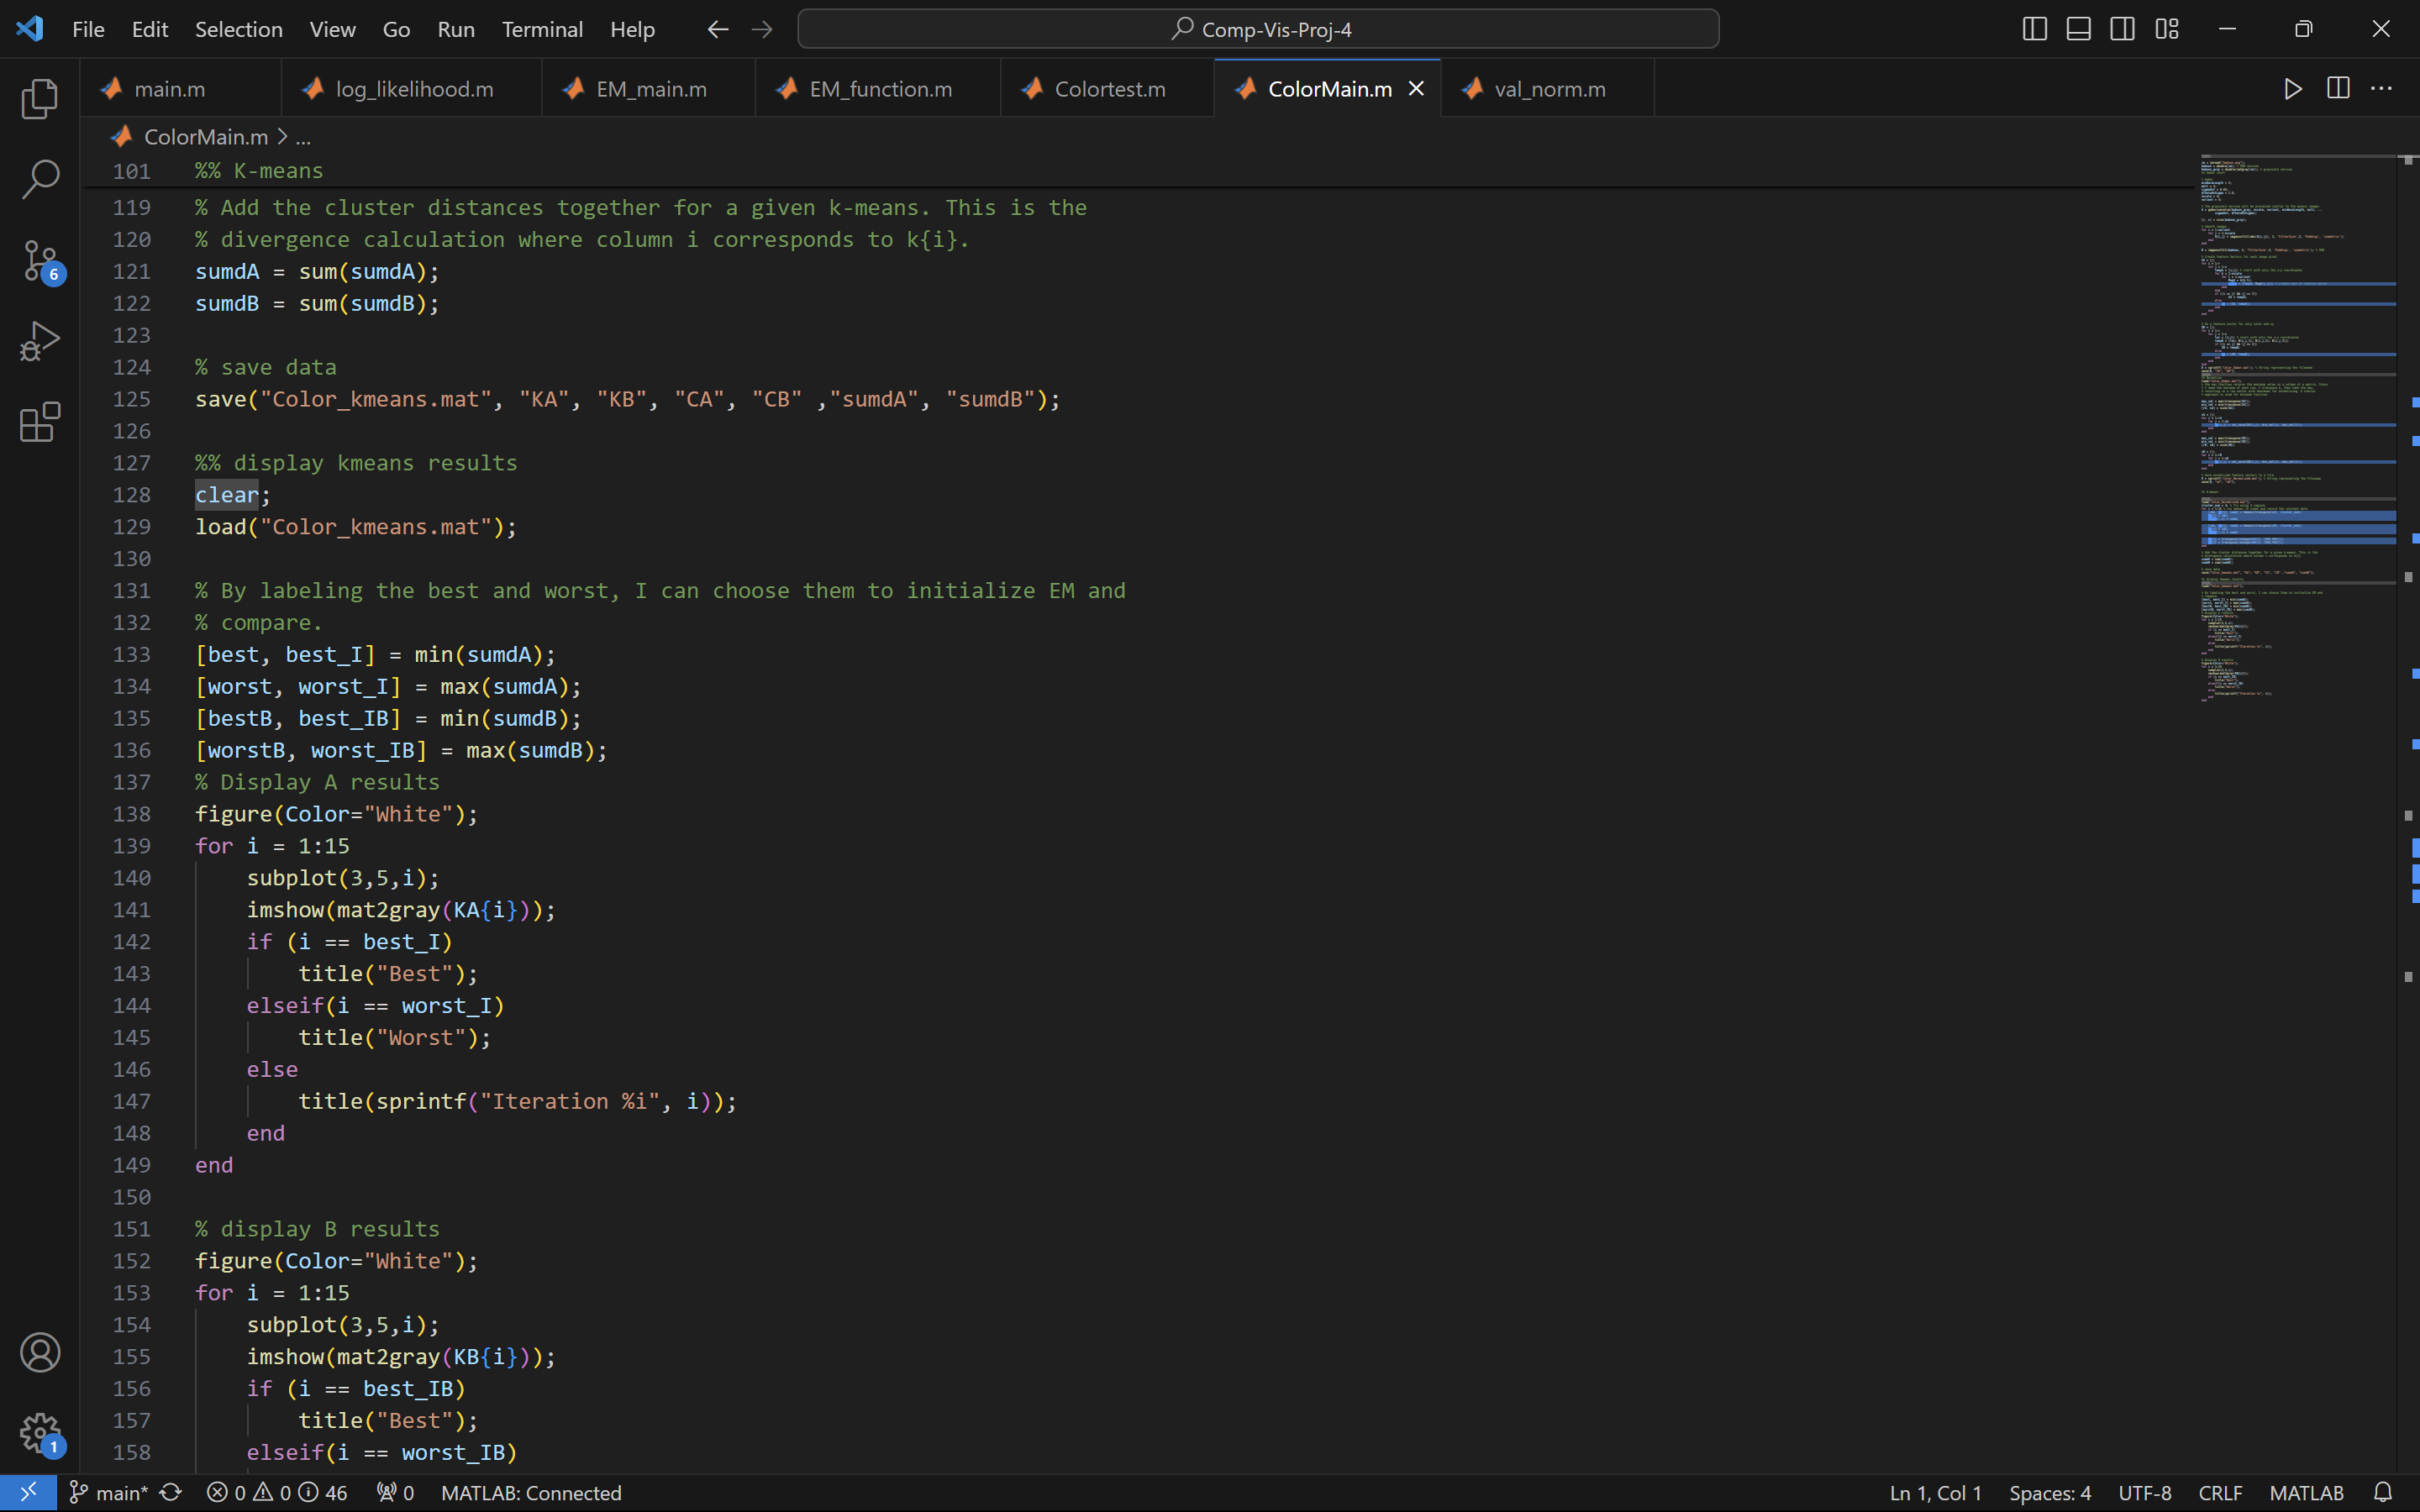 File Edit Selection View Go Run Terminal Help Comp-Vis-Proj-4
main.m log_likelihood.m EM_main.m EM_function.m Colortest.m ColorMain.m val_norm.m
ColorMain.m > ...
101 %% K-means
119 % Add the cluster distances together for a given k-means. This is the
120 % divergence calculation where column i corresponds to k{i}.
121 sumdA = sum(sumdA);
122 sumdB = sum(sumdB);
123
124 % save data
125 save("Color_kmeans.mat", "KA", "KB", "CA", "CB" ,"sumdA", "sumdB");
126
127 %% display kmeans results
128 clear;
129 load("Color_kmeans.mat");
130
131 % By labeling the best and worst, I can choose them to initialize EM and
132 % compare.
133 [best, best_I] = min(sumdA);
134 [worst, worst_I] = max(sumdA);
135 [bestB, best_IB] = min(sumdB);
136 [worstB, worst_IB] = max(sumdB);
137 % Display A results
138 figure(Color="White");
139 for i = 1:15
140 subplot(3,5,i);
141 imshow(mat2gray(KA{i}));
142 if (i == best_I)
143 title("Best");
144 elseif(i == worst_I)
145 title("Worst");
146 else
147 title(sprintf("Iteration %i", i));
148 end
149 end
150
151 % display B results
152 figure(Color="White");
153 for i = 1:15
154 subplot(3,5,i);
155 imshow(mat2gray(KB{i}));
156 if (i == best_IB)
157 title("Best");
158 elseif(i == worst_IB)
6
1
main* 0 0 46 0 MATLAB: Connected Ln 1, Col 1 Spaces: 4 UTF-8 CRLF MATLAB